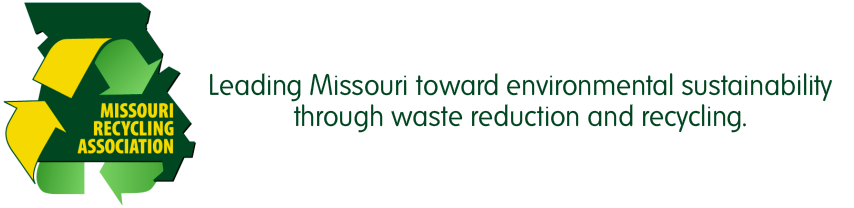 MISSOURI
RECYCLING
ASSOCIATION
Leading Missouri toward environmental sustainability
through waste reduction and recycling.